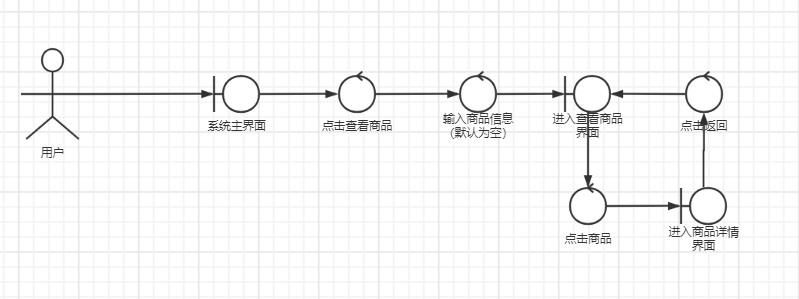 系统主界面
点击查看商品
输入商品信息
（默认为空）
进入查看商品
界面
点击返回
用户
点击商品
进入商品详情
界面